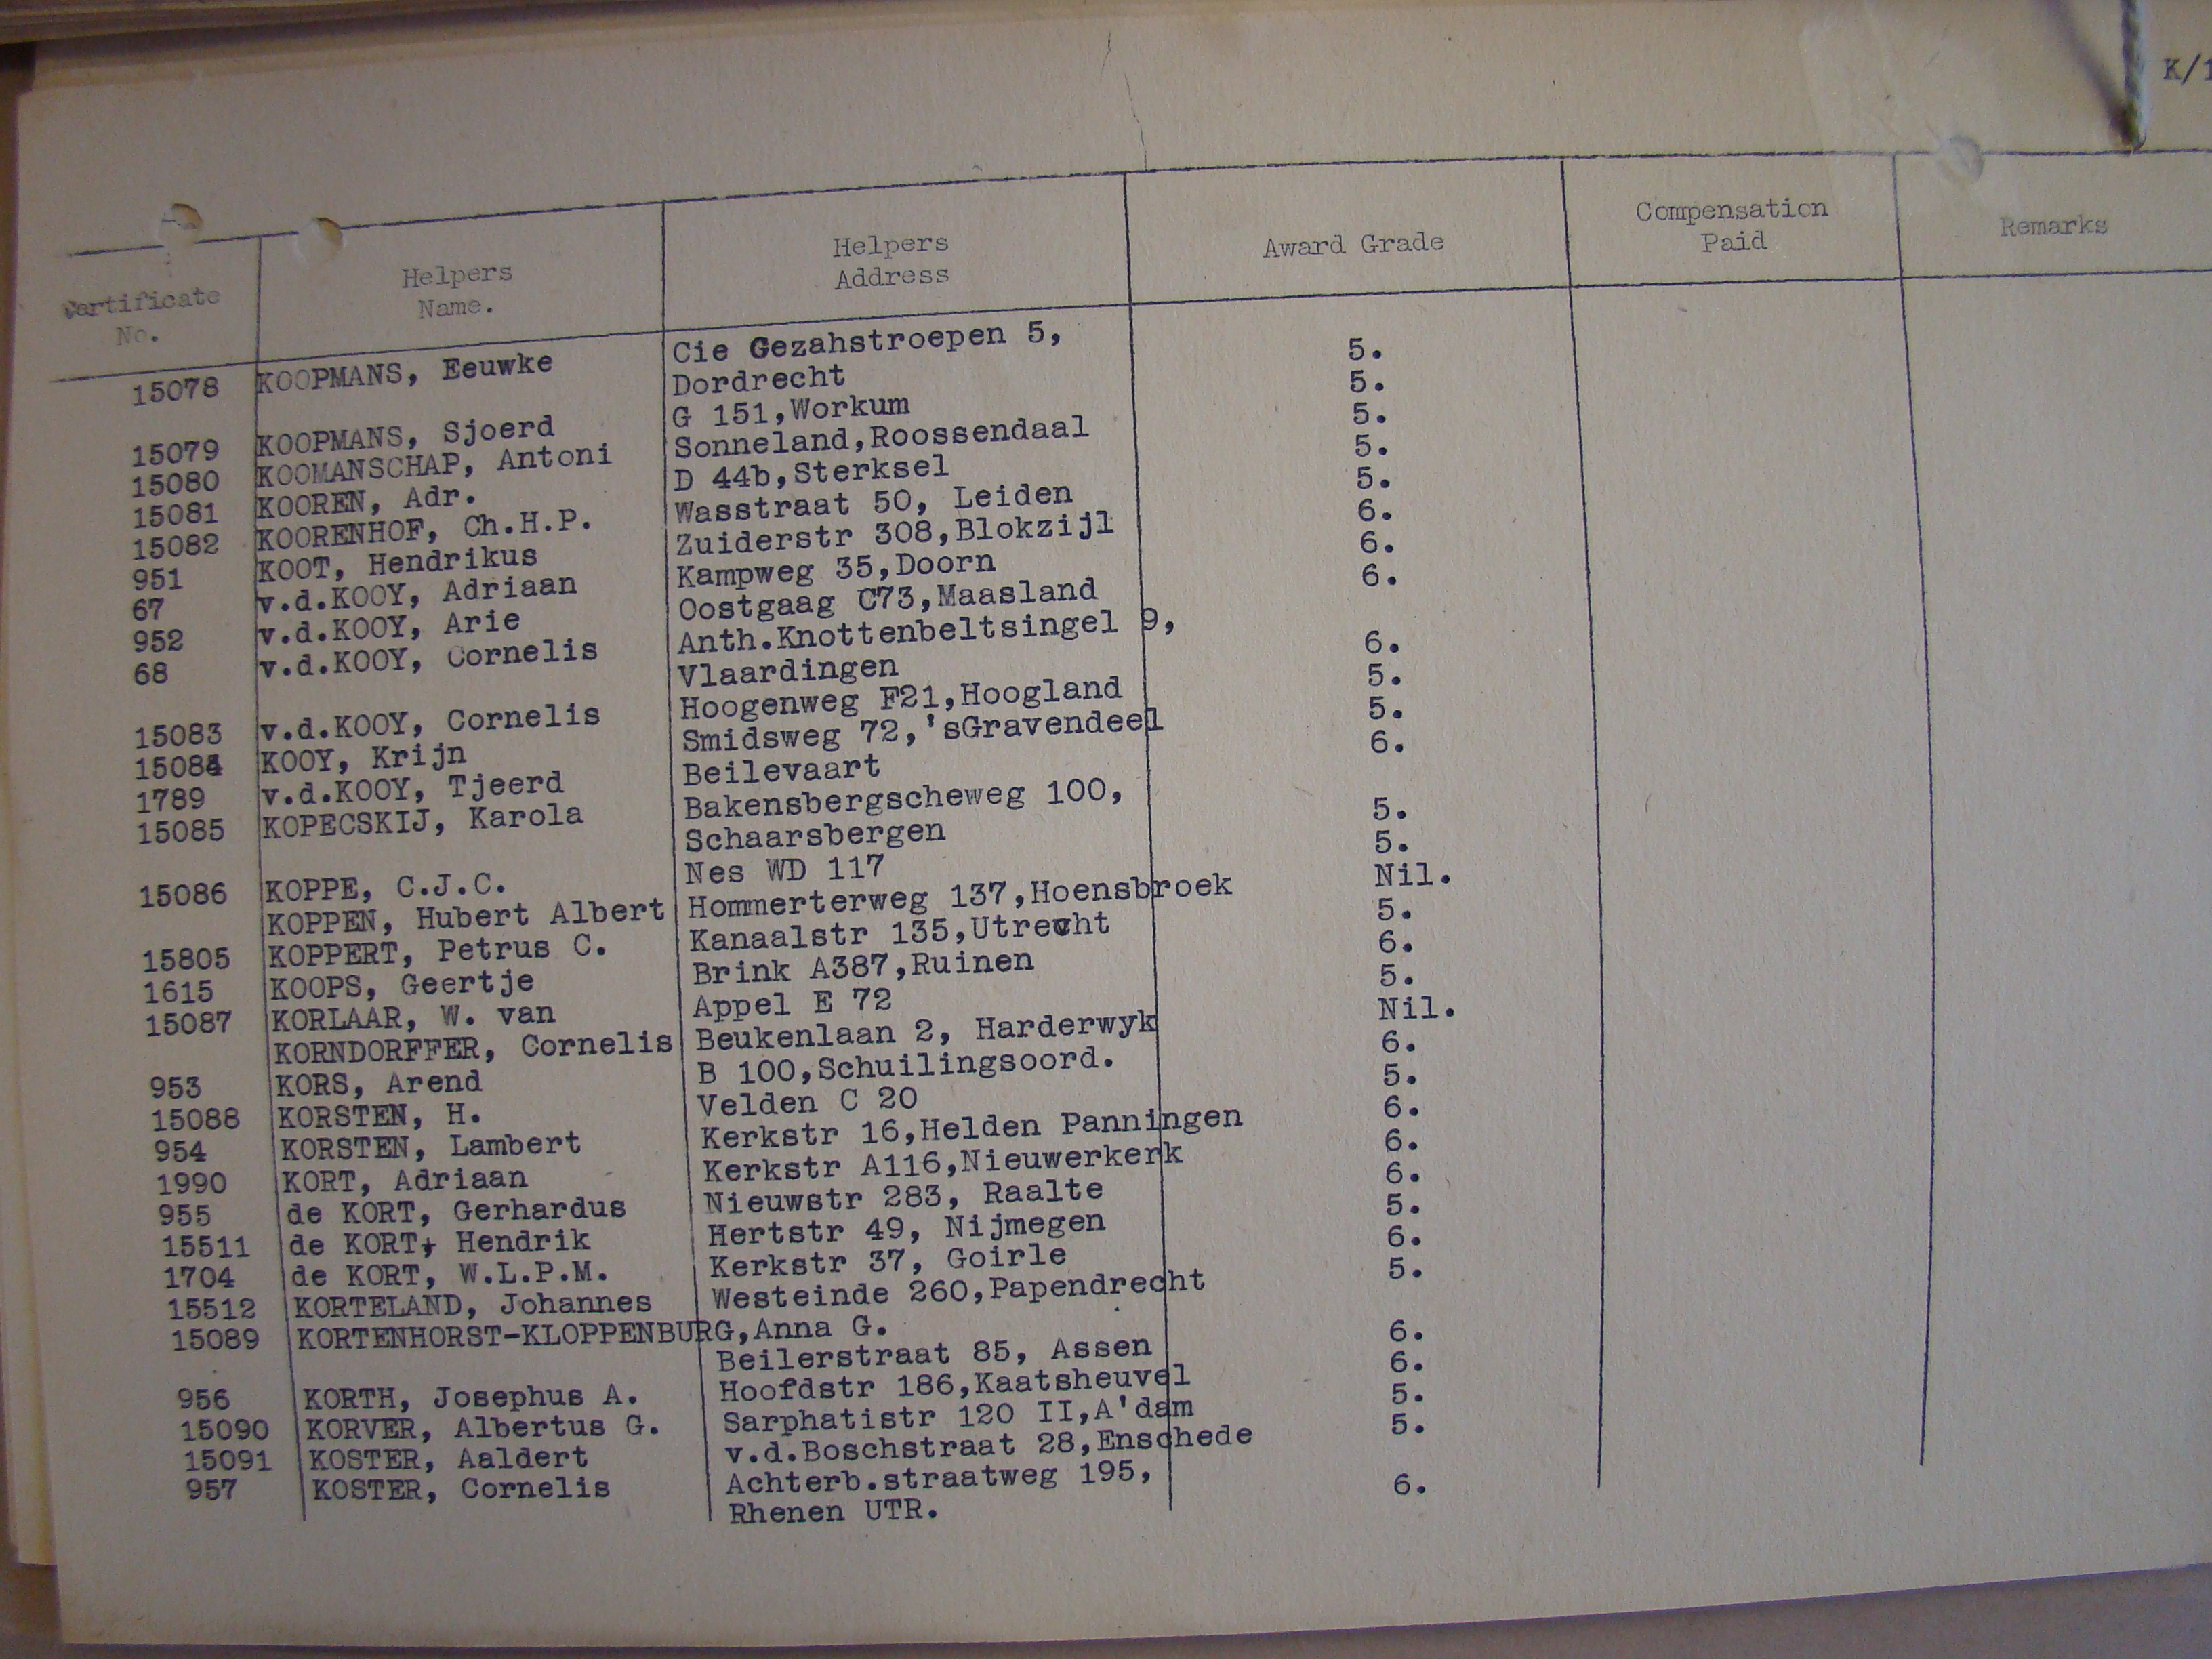 K/1
Certificate No. Helpers Name. Helpers Address Award Grade Compensation Paid Remarks
15078 KOOPMANS, Eeuwke Cie Gezahstroepen 5,
Dordrecht 5.
15079 KOOPMANS, Sjoerd G 151,Workum 5.
15080 KOOMANSCHAP, Antoni Sonneland,Roossendaal 5.
15081 KOOREN, Adr. D 44b,Sterksel 5.
15082 KOORENHOF, Ch.H.P. Wasstraat 50, Leiden 5.
951 KOOT, Hendrikus Zuiderstr 308,Blokzijl 6.
67 v.d.KOOY, Adriaan Kampweg 35,Doorn 6.
952 v.d.KOOY, Arie Oostgaag C73,Maasland 6.
68 v.d.KOOY, Cornelis Anth.Knottenbeltsingel 9,
Vlaardingen 6.
15083 v.d.KOOY, Cornelis Hoogenweg F21,Hoogland 5.
15084 KOOY, Krijn Smidsweg 72,'sGravendeel 5.
1789 v.d.KOOY, Tjeerd Beilevaart 6.
15085 KOPECSKIJ, Karola Bakensbergscheweg 100,
Schaarsbergen 5.
15086 KOPPE, C.J.C. Nes WD 117 5.
KOPPEN, Hubert Albert Hommerterweg 137,Hoensbroek Nil.
15805 KOPPERT, Petrus C. Kanaalstr 135,Utrecht 5.
1615 KOOPS, Geertje Brink A387,Ruinen 6.
15087 KORLAAR, W. van Appel E 72 5.
KORNDORFFER, Cornelis Beukenlaan 2, Harderwyk Nil.
953 KORS, Arend B 100,Schuilingsoord. 6.
15088 KORSTEN, H. Velden C 20 5.
954 KORSTEN, Lambert Kerkstr 16,Helden Panningen 6.
1990 KORT, Adriaan Kerkstr A116,Nieuwerkerk 6.
955 de KORT, Gerhardus Nieuwstr 283, Raalte 6.
15511 de KORT, Hendrik Hertstr 49, Nijmegen 5.
1704 de KORT, W.L.P.M. Kerkstr 37, Goirle 6.
15512 KORTELAND, Johannes Westeinde 260,Papendrecht 5.
15089 KORTENHORST-KLOPPENBURG,Anna G.
Beilerstraat 85, Assen 6.
956 KORTH, Josephus A. Hoofdstr 186,Kaatsheuvel 6.
15090 KORVER, Albertus G. Sarphatistr 120 II,A'dam 5.
15091 KOSTER, Aaldert v.d.Boschstraat 28,Enschede 5.
957 KOSTER, Cornelis Achterb.straatweg 195,
Rhenen UTR. 6.